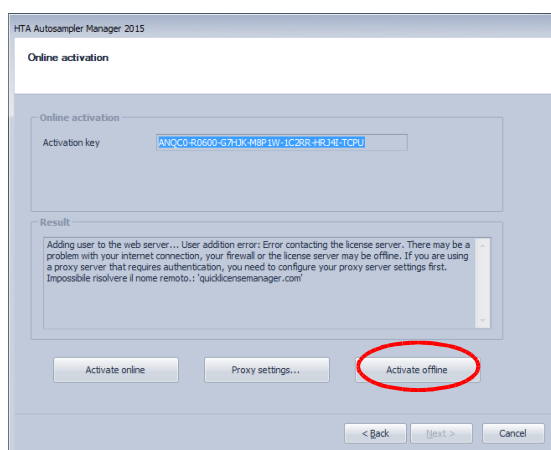 HTA Autosampler Manager 2015
Online activation
Online activation
Activation key ANQC0-R0600-G7HJK-M8P1W-1C2RR-HRJ4I-TCPU
Result
Adding user to the web server... User addition error: Error contacting the license server. There may be a
problem with your internet connection, your firewall or the license server may be offline. If you are using
a proxy server that requires authentication, you need to configure your proxy server settings first.
Impossibile risolvere il nome remoto.: 'quicklicensemanager.com'
Activate online Proxy settings... Activate offline
< Back Next > Cancel